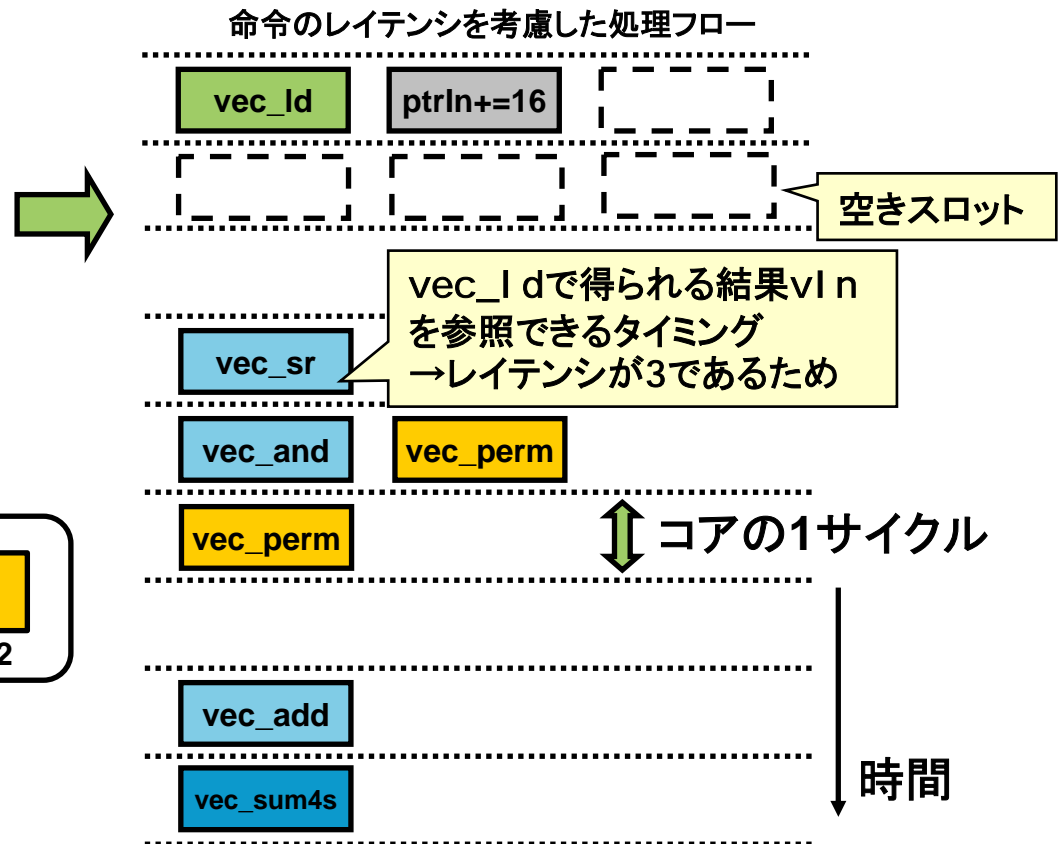 命令のレイテンシを考慮した処理フロー
vec_ld
ptrIn+=16
空きスロット
vec_ldで得られる結果vIn
を参照できるタイミング
→レイテンシが3であるため
vec_sr
vec_and
vec_perm
vec_perm
コアの1サイクル
2
vec_add
vec_sum4s
時間